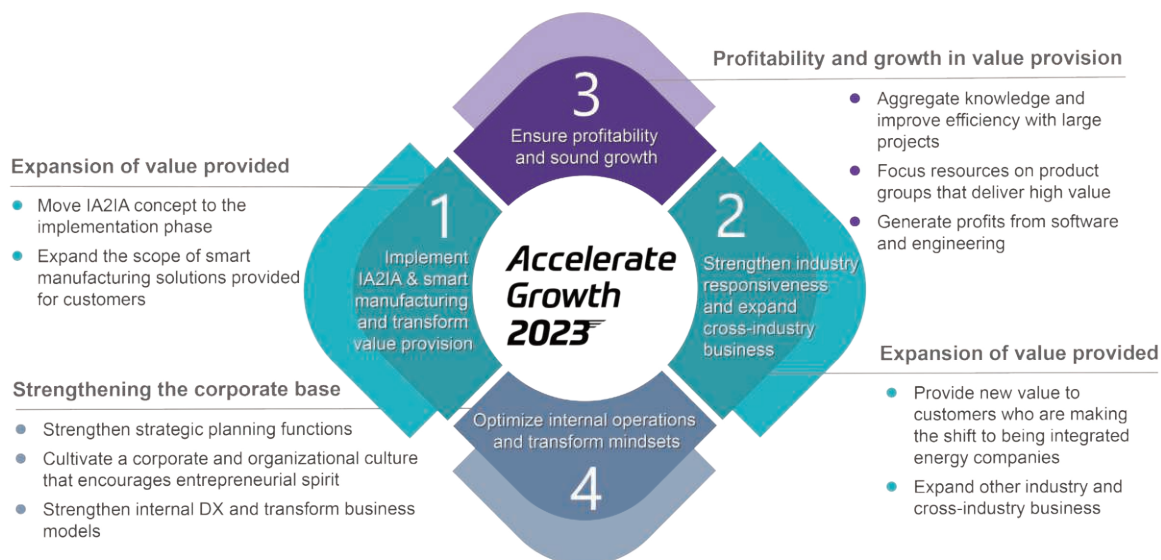 Profitability and growth in value provision
Aggregate knowledge and
improve efficiency with large
projects
Focus resources on product
groups that deliver high value
Generate profits from software
and engineering
3
Ensure profitability
and sound growth
Expansion of value provided
Move IA2IA concept to the
implementation phase
Expand the scope of smart
manufacturing solutions provided
for customers
1
Implement
IA2IA & smart
manufacturing
and transform
value provision
Accelerate
Growth
2023
2
Strengthen industry
responsiveness
and expand
cross-industry
business
Expansion of value provided
Provide new value to
customers who are making
the shift to being integrated
energy companies
Expand other industry and
cross-industry business
Strengthening the corporate base
Strengthen strategic planning functions
Cultivate a corporate and organizational culture
that encourages entrepreneurial spirit
Strengthen internal DX and transform business
models
Optimize internal operations
and transform mindsets
4